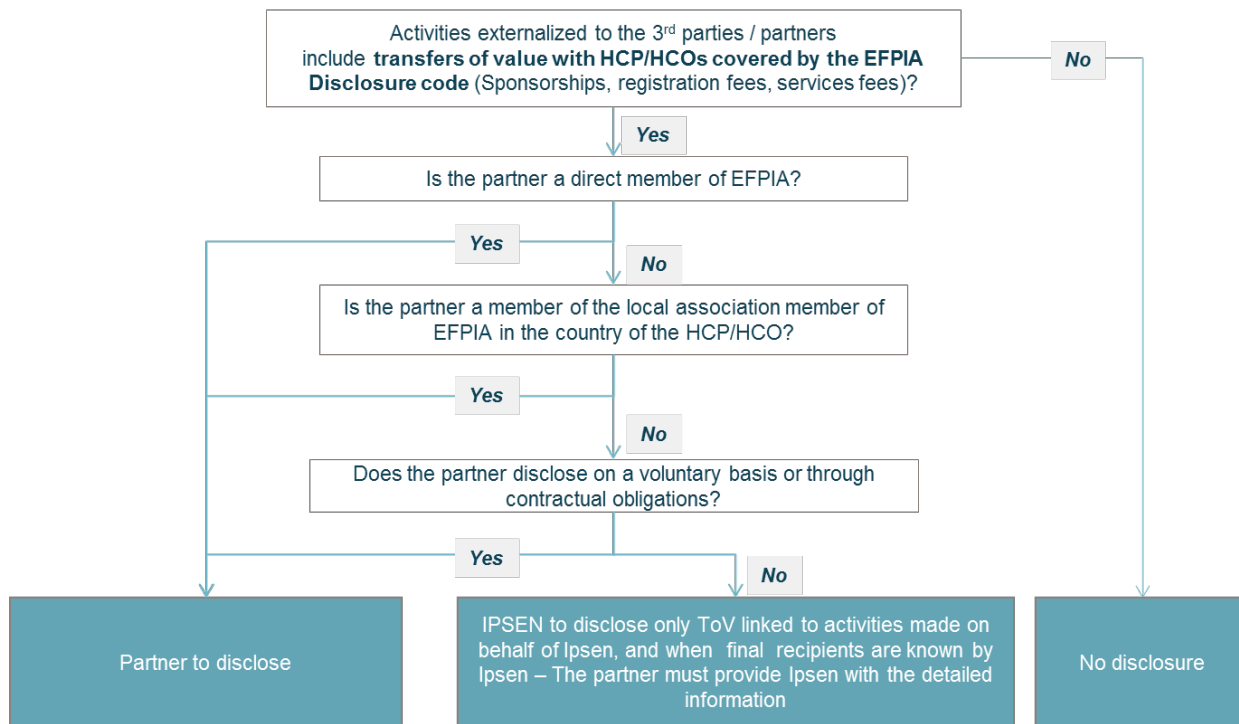 Activities externalized to the 3rd parties / partners
include transfers of value with HCP/HCOs covered by the EFPIA
Disclosure code (Sponsorships, registration fees, services fees)?
No
Yes
Is the partner a direct member of EFPIA?
Yes
No
Is the partner a member of the local association member of
EFPIA in the country of the HCP/HCO?
Yes
No
Does the partner disclose on a voluntary basis or through
contractual obligations?
Yes
No
Partner to disclose
IPSEN to disclose only ToV linked to activities made on
behalf of Ipsen, and when final recipients are known by
Ipsen – The partner must provide Ipsen with the detailed
information
No disclosure